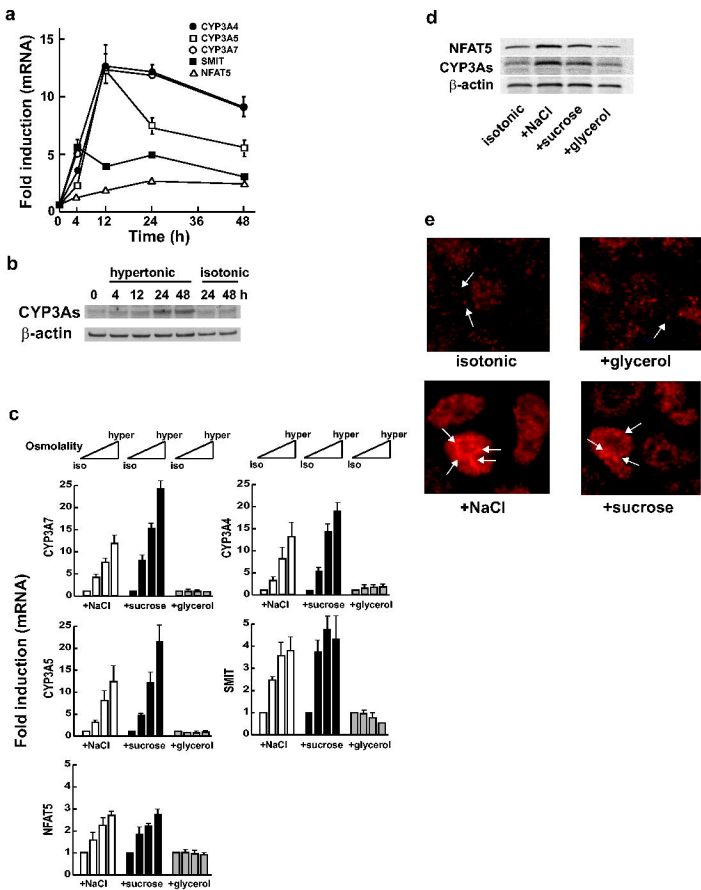 a
CYP3A4
CYP3A5
CYP3A7
SMIT
NFAT5
Fold induction (mRNA)
15
10
5
0
0 4 12 24 36 48
Time (h)
b
hypertonic isotonic
0 4 12 24 48 24 48 h
CYP3As
β-actin
c
Osmolality
hyper hyper
iso iso iso
hyper hyper
iso iso iso
Fold induction (mRNA)
CYP3A7
25
20
15
10
5
0
+NaCl +sucrose +glycerol
CYP3A4
25
20
15
10
5
0
+NaCl +sucrose +glycerol
CYP3A5
25
20
15
10
5
0
+NaCl +sucrose +glycerol
SMIT
5
4
3
2
1
0
+NaCl +sucrose +glycerol
NFAT5
5
4
3
2
1
0
+NaCl +sucrose +glycerol
d
NFAT5
CYP3As
β-actin
isotonic
+NaCl
+sucrose
+glycerol
e
isotonic
+glycerol
+NaCl
+sucrose